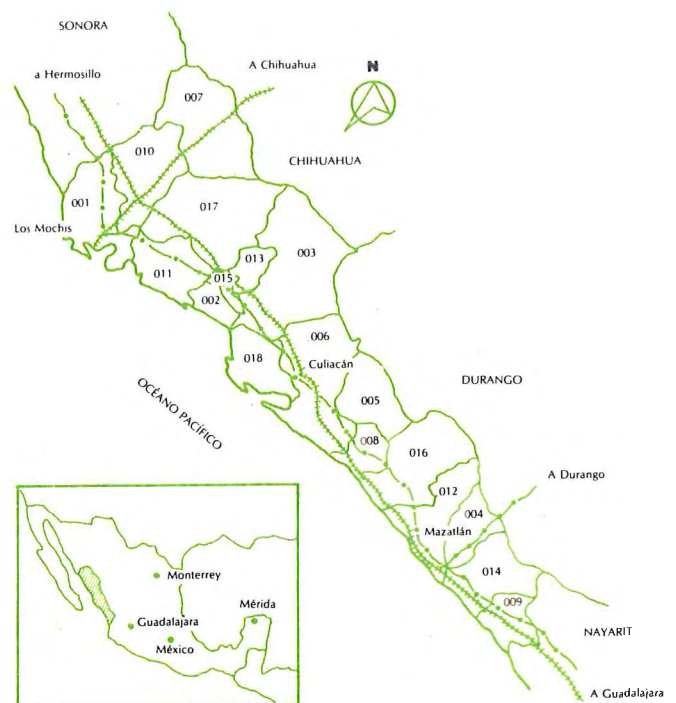 SONORA
a Hermosillo
A Chihuahua
N
007
010
CHIHUAHUA
001
017
Los Mochis
003
013
011
015
002
006
018
Culiacán
OCÉANO PACÍFICO
DURANGO
005
008
016
A Durango
012
004
Mazatlán
014
009
NAYARIT
A Guadalajara
Monterrey
Guadalajara
Mérida
México